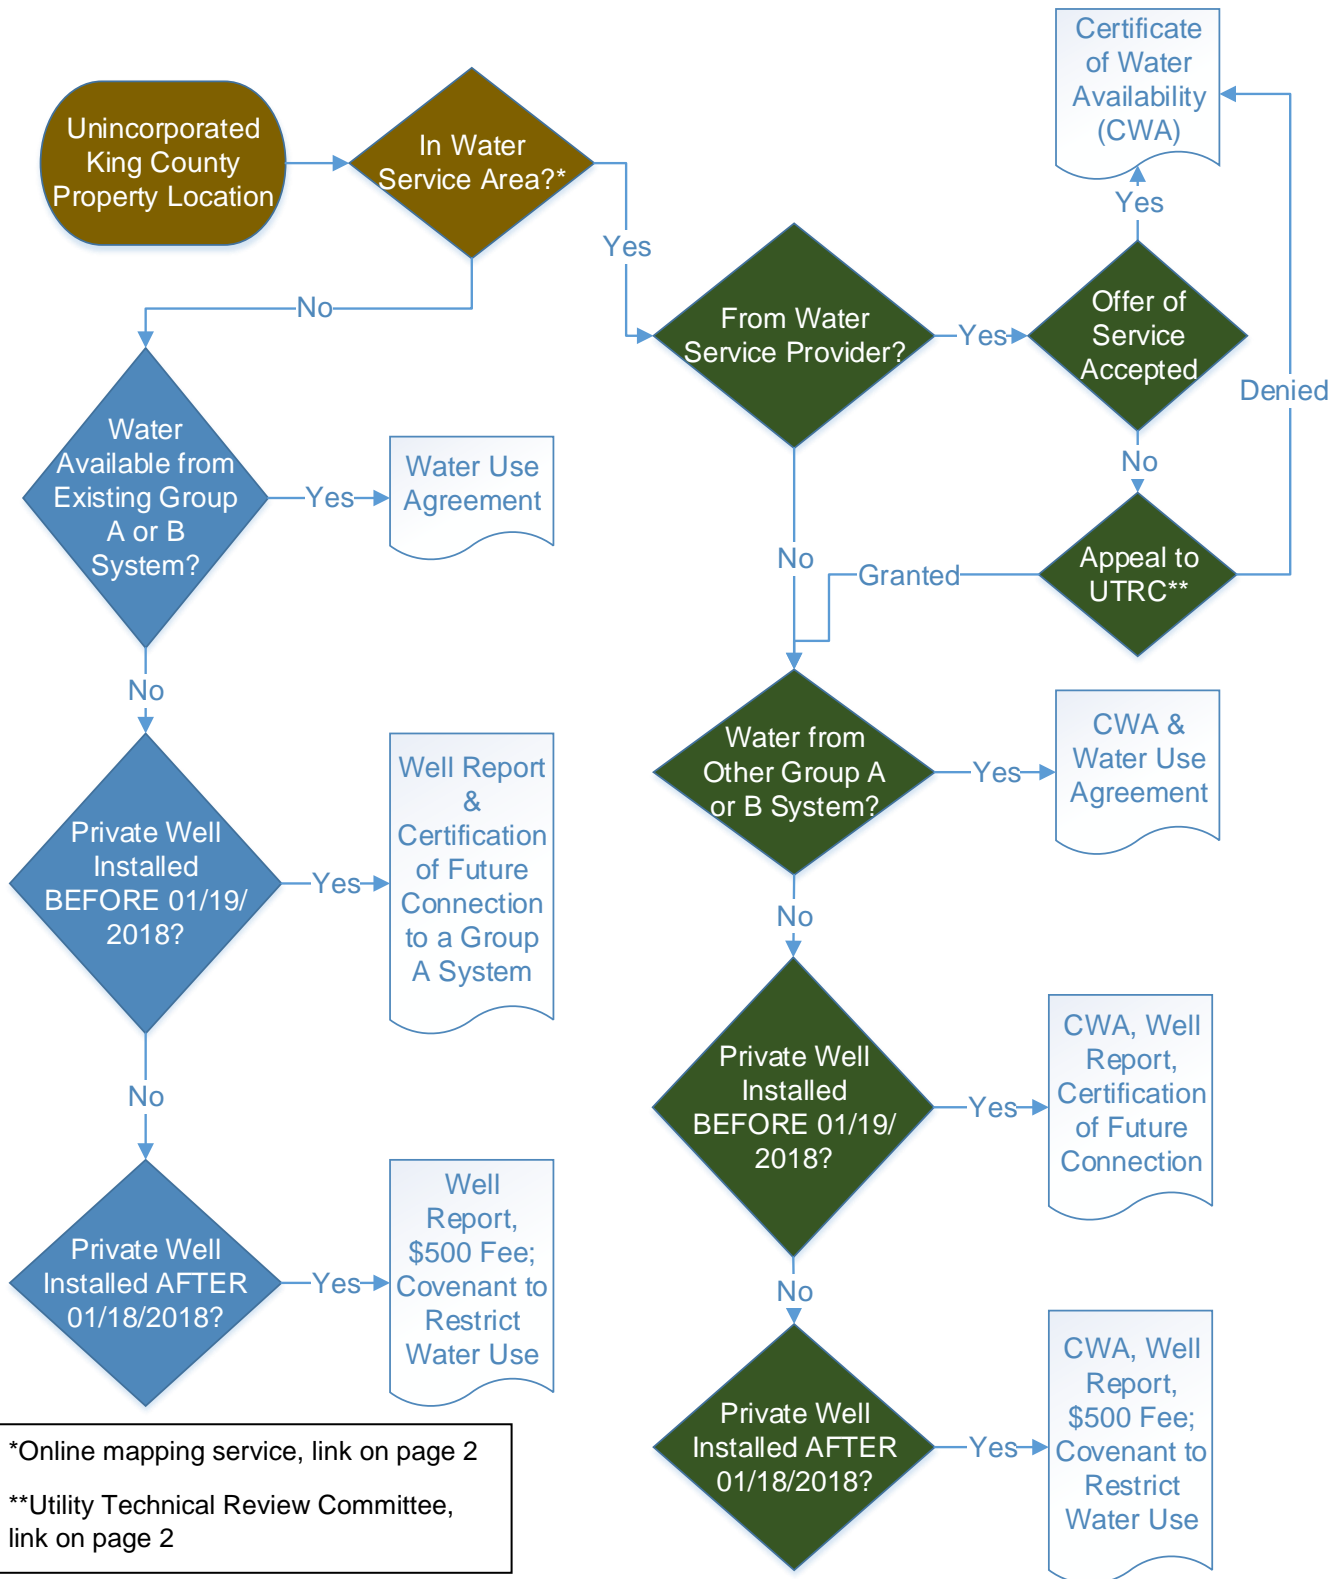 Unincorporated
King County
Property Location
In Water
Service Area?*
Yes
No
Certificate
of Water
Availability
(CWA)
Yes
From Water
Service Provider?
Yes
Offer of
Service
Accepted
Denied
No
Appeal to
UTRC**
Granted
No
Water
Available from
Existing Group
A or B
System?
Yes
Water Use
Agreement
No
Water from
Other Group A
or B System?
Yes
CWA &
Water Use
Agreement
No
Private Well
Installed
BEFORE 01/19/
2018?
Yes
Well Report
&
Certification
of Future
Connection
to a Group
A System
No
Private Well
Installed
BEFORE 01/19/
2018?
Yes
CWA, Well
Report,
Certification
of Future
Connection
No
Private Well
Installed AFTER
01/18/2018?
Yes
Well
Report,
$500 Fee;
Covenant to
Restrict
Water Use
Private Well
Installed AFTER
01/18/2018?
Yes
CWA, Well
Report,
$500 Fee;
Covenant to
Restrict
Water Use
*Online mapping service, link on page 2
**Utility Technical Review Committee,
link on page 2